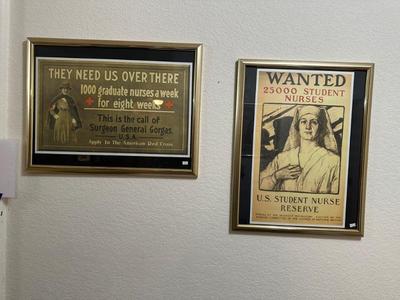 THEY NEED US OVER THERE
1000 graduate nurses a week
for eight weeks
This is the call of
Surgeon General Gorgas
U.S.A.
Apply To The American Red Cross
WANTED
25000 STUDENT
NURSES
U.S. STUDENT NURSE
RESERVE